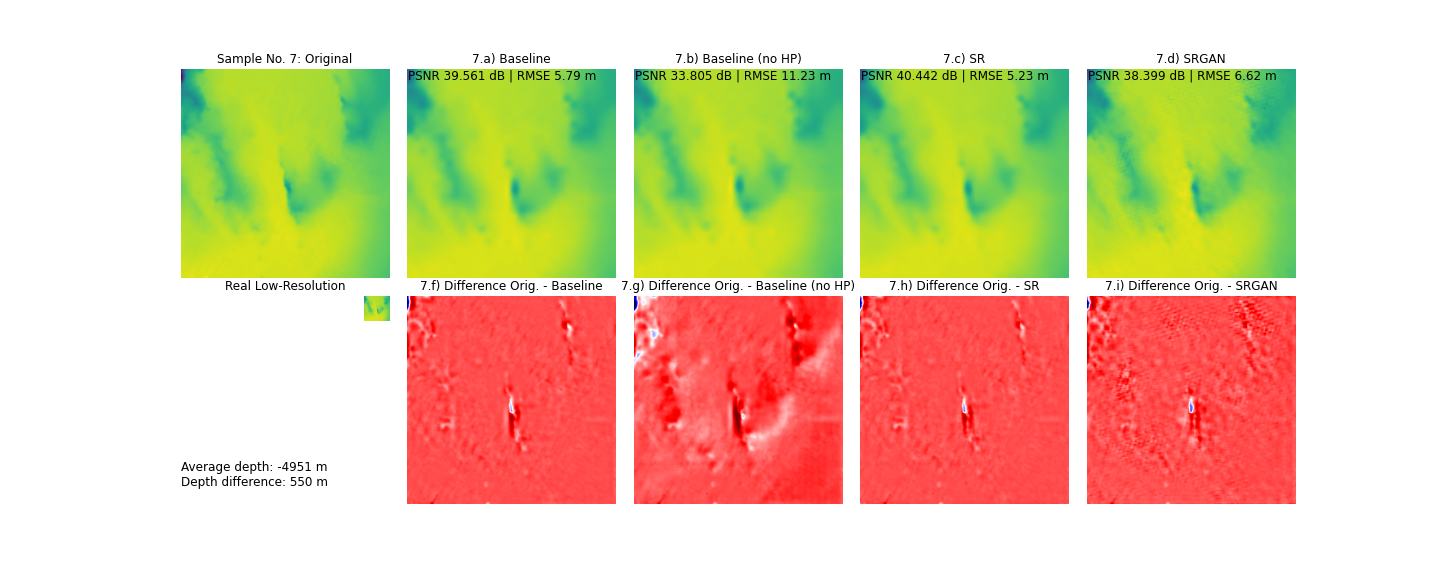 Sample No. 7: Original
7.a) Baseline
7.b) Baseline (no HP)
7.c) SR
7.d) SRGAN
PSNR 39.561 dB | RMSE 5.79 m
PSNR 33.805 dB | RMSE 11.23 m
PSNR 40.442 dB | RMSE 5.23 m
PSNR 38.399 dB | RMSE 6.62 m
Real Low-Resolution
7.f) Difference Orig. - Baseline
7.g) Difference Orig. - Baseline (no HP)
7.h) Difference Orig. - SR
7.i) Difference Orig. - SRGAN
Average depth: -4951 m
Depth difference: 550 m